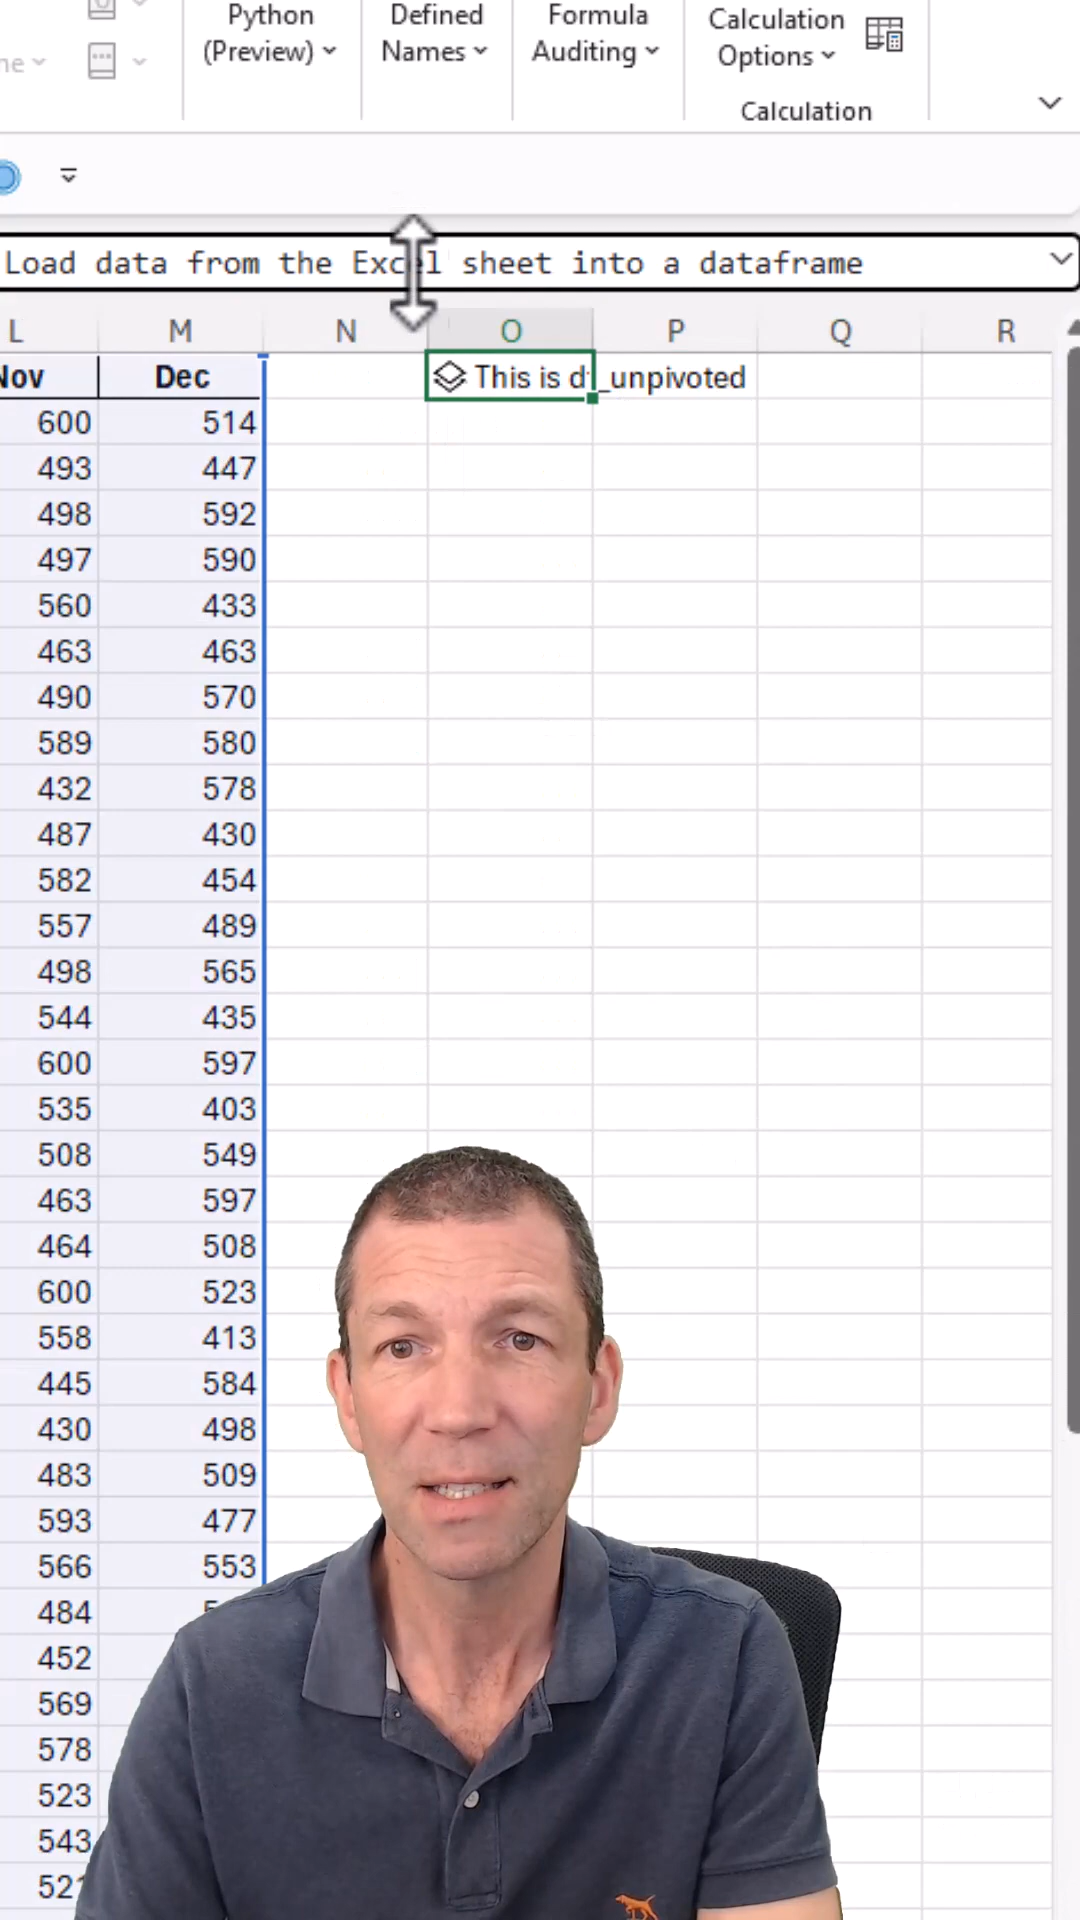 ne
Python
(Preview)
Defined
Names
Formula
Auditing
Calculation
Options
Calculation
Load data from the Excel sheet into a dataframe
L M N O P Q R
Nov Dec This is df_unpivoted
600 514
493 447
498 592
497 590
560 433
463 463
490 570
589 580
432 578
487 430
582 454
557 489
498 565
544 435
600 597
535 403
508 549
463 597
464 508
600 523
558 413
445 584
430 498
483 509
593 477
566 553
484
452
569
578
523
543